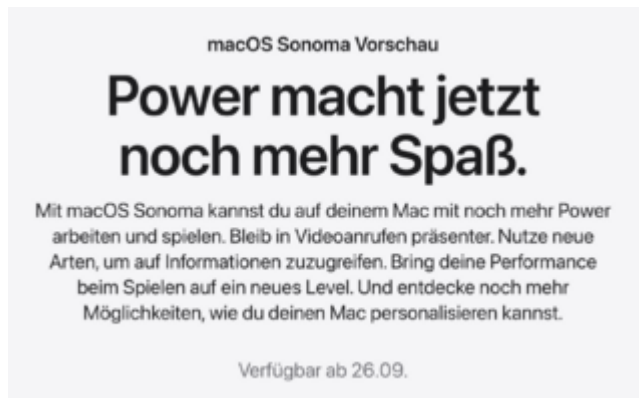 macOS Sonoma Vorschau
Power macht jetzt
noch mehr Spaß.
Mit macOS Sonoma kannst du auf deinem Mac mit noch mehr Power
arbeiten und spielen. Bleib in Videoanrufen präsenter. Nutze neue
Arten, um auf Informationen zuzugreifen. Bring deine Performance
beim Spielen auf ein neues Level. Und entdecke noch mehr
Möglichkeiten, wie du deinen Mac personalisieren kannst.
Verfügbar ab 26.09.